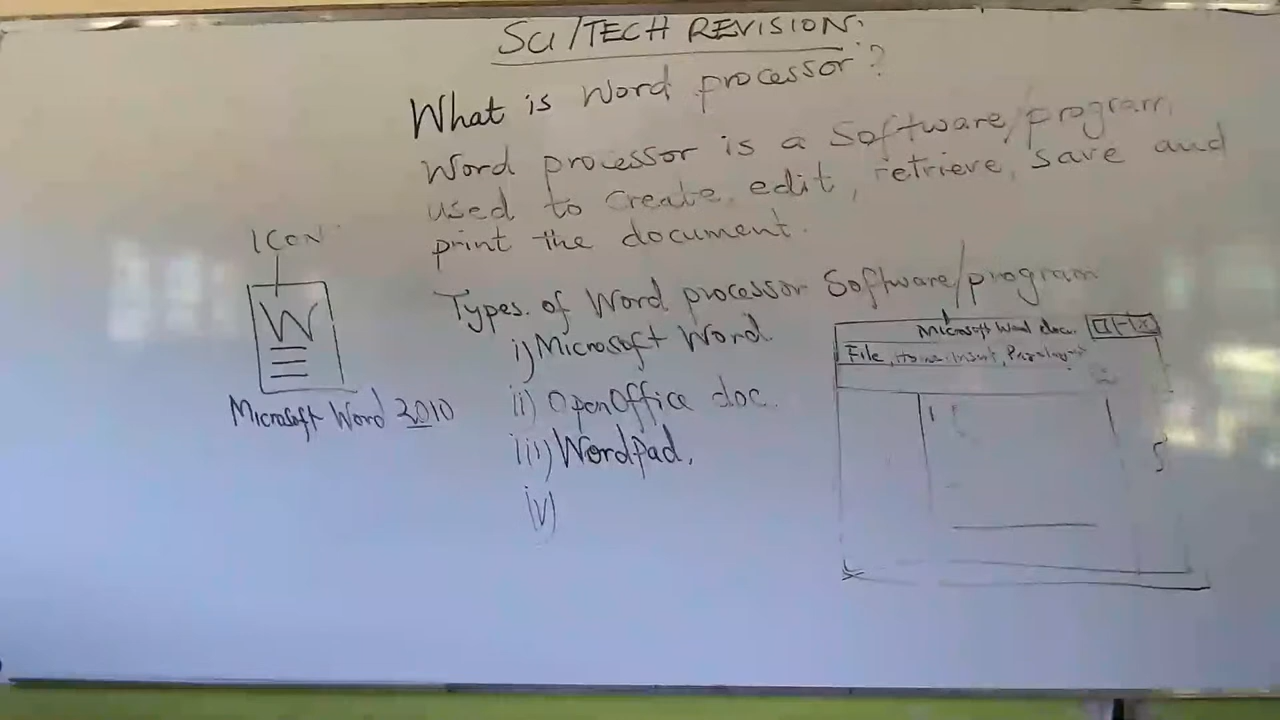 SCI/TECH REVISION.
What is Word processor?
Word processor is a Software/program
used to create, edit, retrieve, save and
print the document.
ICON
W
Microsoft Word 2010
Types of Word processor Software/program
i) Microsoft Word.
ii) OpenOffice doc.
iii) WordPad.
iv)
Microsoft Word doc.
File, Home, Insert,